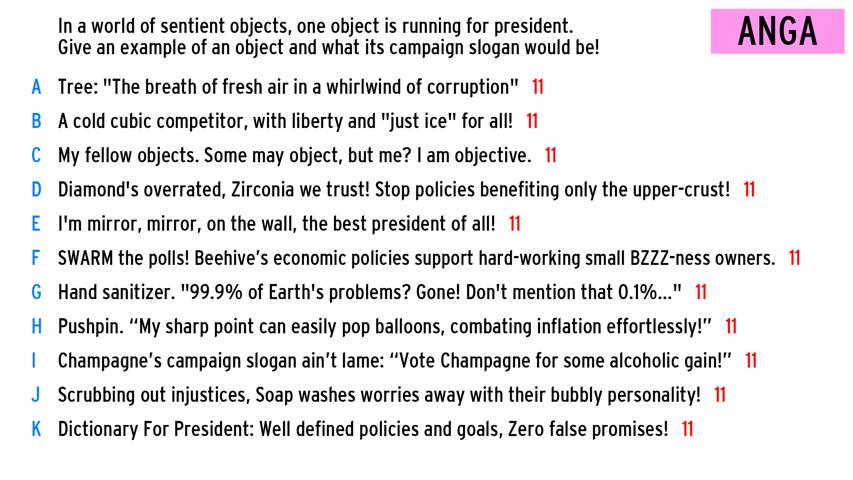 In a world of sentient objects, one object is running for president.
Give an example of an object and what its campaign slogan would be!
ANGA
A Tree: "The breath of fresh air in a whirlwind of corruption" 11
B A cold cubic competitor, with liberty and "just ice" for all! 11
C My fellow objects. Some may object, but me? I am objective. 11
D Diamond's overrated, Zirconia we trust! Stop policies benefiting only the upper-crust! 11
E I'm mirror, mirror, on the wall, the best president of all! 11
F SWARM the polls! Beehive’s economic policies support hard-working small BZZZ-ness owners. 11
G Hand sanitizer. "99.9% of Earth's problems? Gone! Don't mention that 0.1%..." 11
H Pushpin. “My sharp point can easily pop balloons, combating inflation effortlessly!” 11
I Champagne’s campaign slogan ain’t lame: “Vote Champagne for some alcoholic gain!” 11
J Scrubbing out injustices, Soap washes worries away with their bubbly personality! 11
K Dictionary For President: Well defined policies and goals, Zero false promises! 11